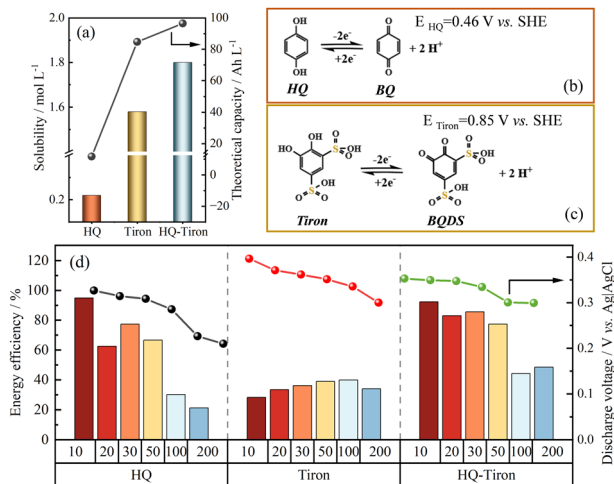 (a)
Solubility / mol L⁻¹
2.0
1.8
1.6
0.2
Theoretical capacity / Ah L⁻¹
100
80
60
40
20
0
−20
HQ Tiron HQ-Tiron
E HQ=0.46 V vs. SHE
OH
OH
-2e⁻
+2e⁻
O
O
+ 2 H⁺
HQ BQ
(b)
E Tiron=0.85 V vs. SHE
OH
HO
O
S
OH
O
O
S
OH
O
-2e⁻
+2e⁻
O
O
O
S
OH
O
O
S
OH
O
+ 2 H⁺
Tiron BQDS
(c)
(d)
Energy efficiency / %
120
100
80
60
40
20
0
Discharge voltage / V vs. Ag|AgCl
0.4
0.3
0.2
0.1
0.0
10 20 30 50 100 200 10 20 30 50 100 200 10 20 30 50 100 200
HQ Tiron HQ-Tiron